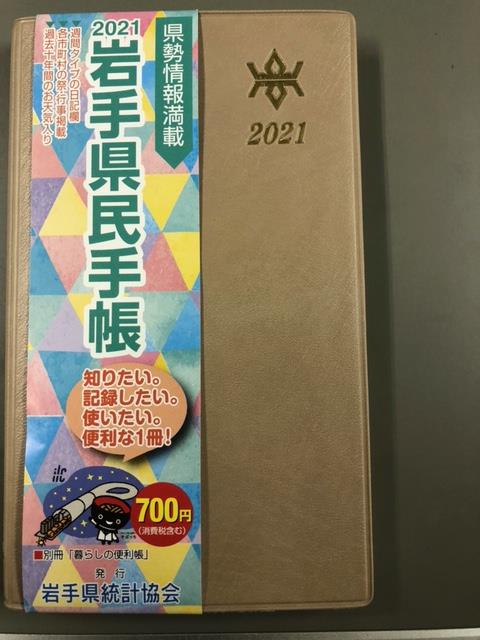 県勢情報満載
2021
岩手県民手帳
週間タイプの日記欄
各市町村の祭・行事掲載
過去十年間のお天気入り
2021
知りたい。
記録したい。
使いたい。
便利な1冊!
ilc
700円
(消費税含む)
■別冊「暮らしの便利帳」
発行
岩手県統計協会